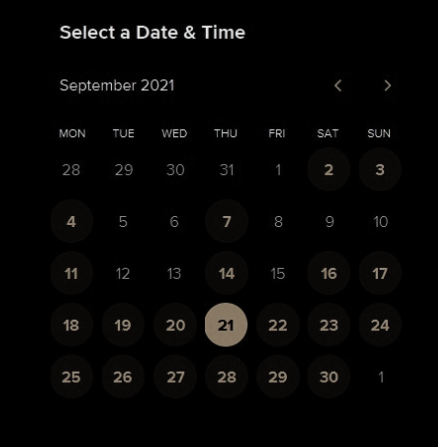 Select a Date & Time
September 2021
MON TUE WED THU FRI SAT SUN
28 29 30 31 1 2 3
4 5 6 7 8 9 10
11 12 13 14 15 16 17
18 19 20 21 22 23 24
25 26 27 28 29 30 1